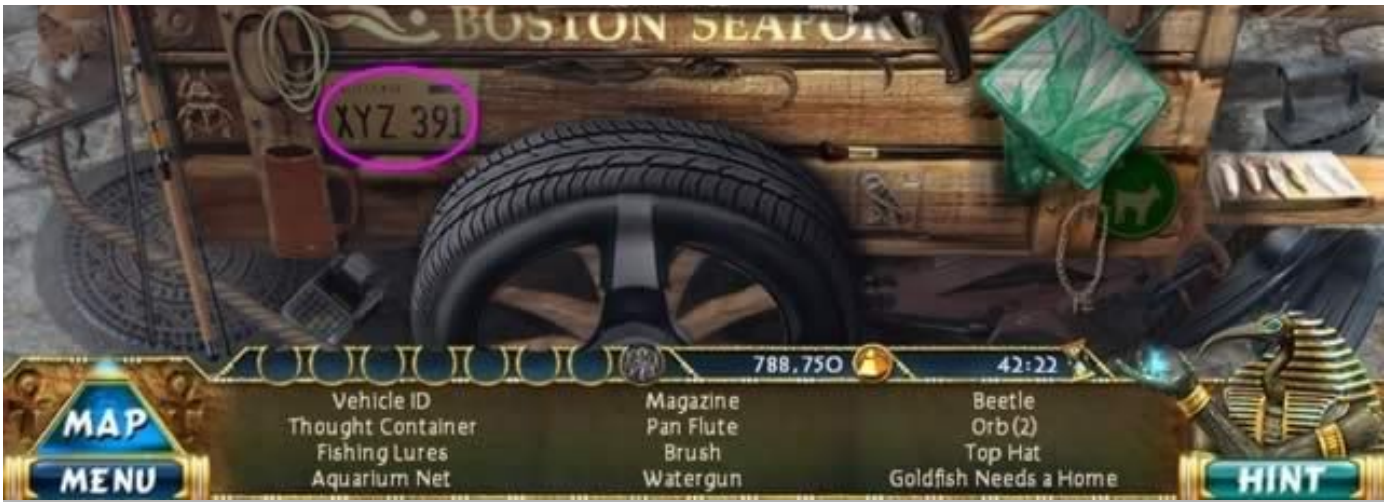 BOSTON SEAPOR
XYZ 391
788,750 42:22
Vehicle ID Magazine Beetle
Thought Container Pan Flute Orb (2)
Fishing Lures Brush Top Hat
Aquarium Net Watergun Goldfish Needs a Home
MAP
MENU
HINT